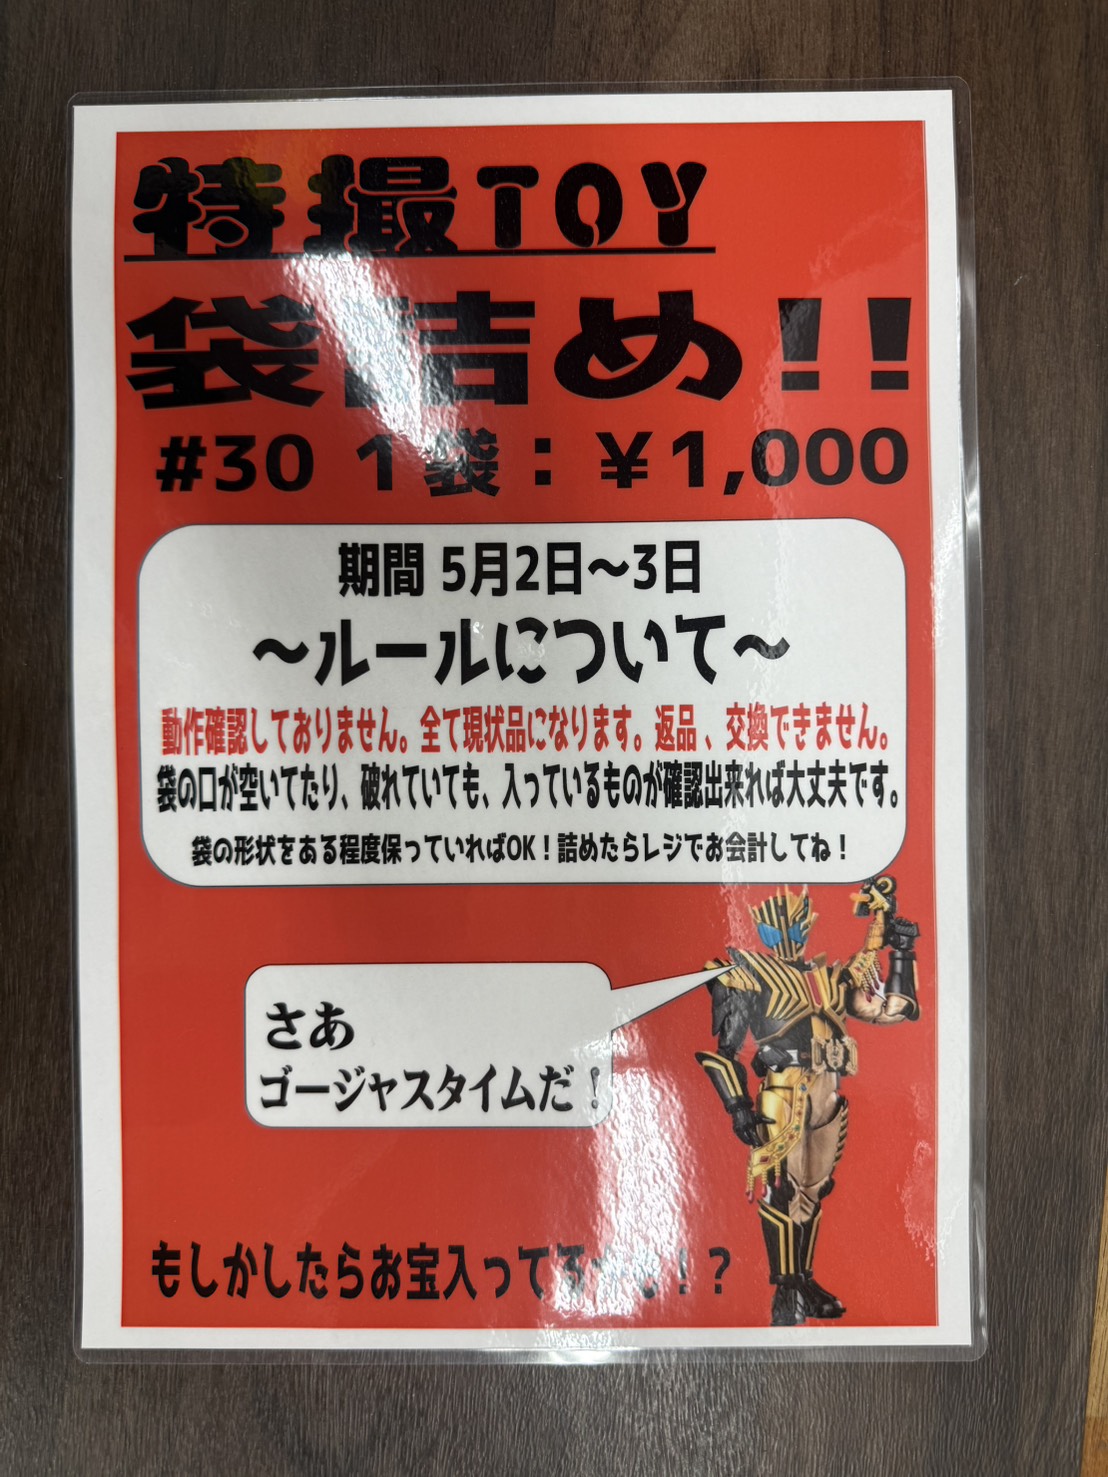 特撮TOY
袋詰め!!
#30 1袋：¥1,000
期間 5月2日～3日
～ルールについて～
動作確認しておりません。全て現状品になります。返品、交換できません。
袋の口が空いてたり、破れていても、入っているものが確認出来れば大丈夫です。
袋の形状をある程度保っていればOK！詰めたらレジでお会計してね！
さあ
ゴージャスタイムだ！
もしかしたらお宝入ってるかも！？